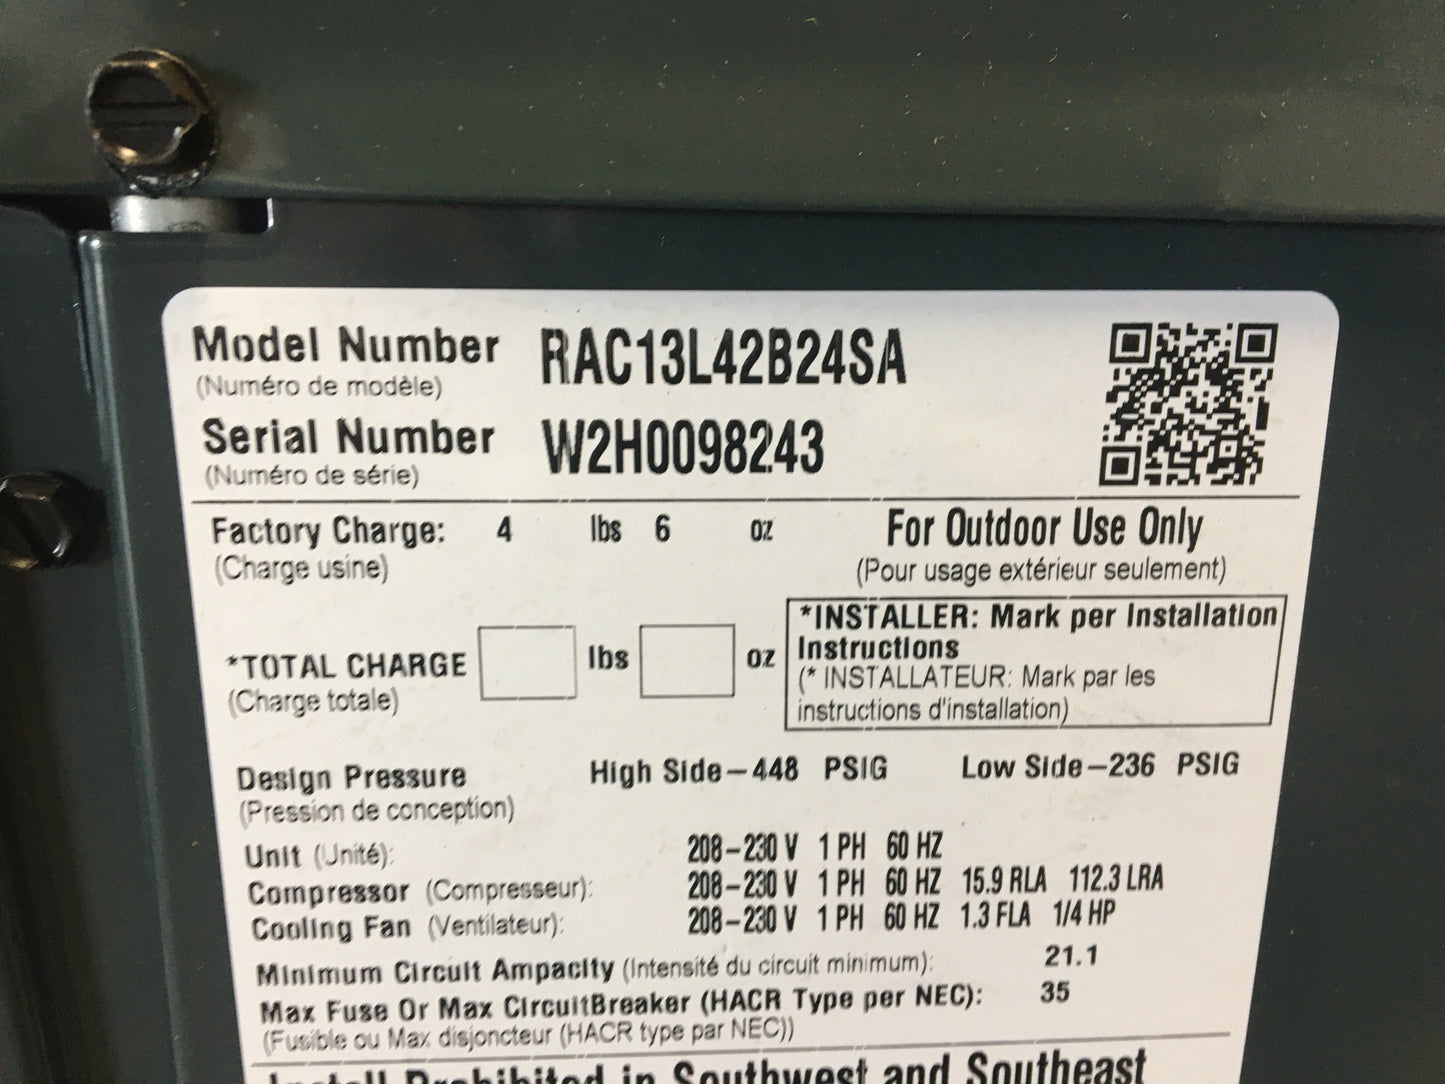 Model Number RAC13L42B24SA
(Numéro de modèle)
Serial Number W2H0098243
(Numéro de série)
Factory Charge: 4 lbs 6 oz For Outdoor Use Only
(Charge usine) (Pour usage extérieur seulement)
*TOTAL CHARGE lbs oz
(Charge totale)
*INSTALLER: Mark per Installation
Instructions
(* INSTALLATEUR: Mark par les
instructions d'installation)
Design Pressure High Side–448 PSIG Low Side–236 PSIG
(Pression de conception)
Unit (Unité): 208–230 V 1 PH 60 HZ
Compressor (Compresseur): 208–230 V 1 PH 60 HZ 15.9 RLA 112.3 LRA
Cooling Fan (Ventilateur): 208–230 V 1 PH 60 HZ 1.3 FLA 1/4 HP
Minimum Circuit Ampacity (Intensité du circuit minimum): 21.1
Max Fuse Or Max CircuitBreaker (HACR Type per NEC): 35
(Fusible ou Max disjoncteur (HACR type par NEC))
Install Prohibited in Southwest and Southeast